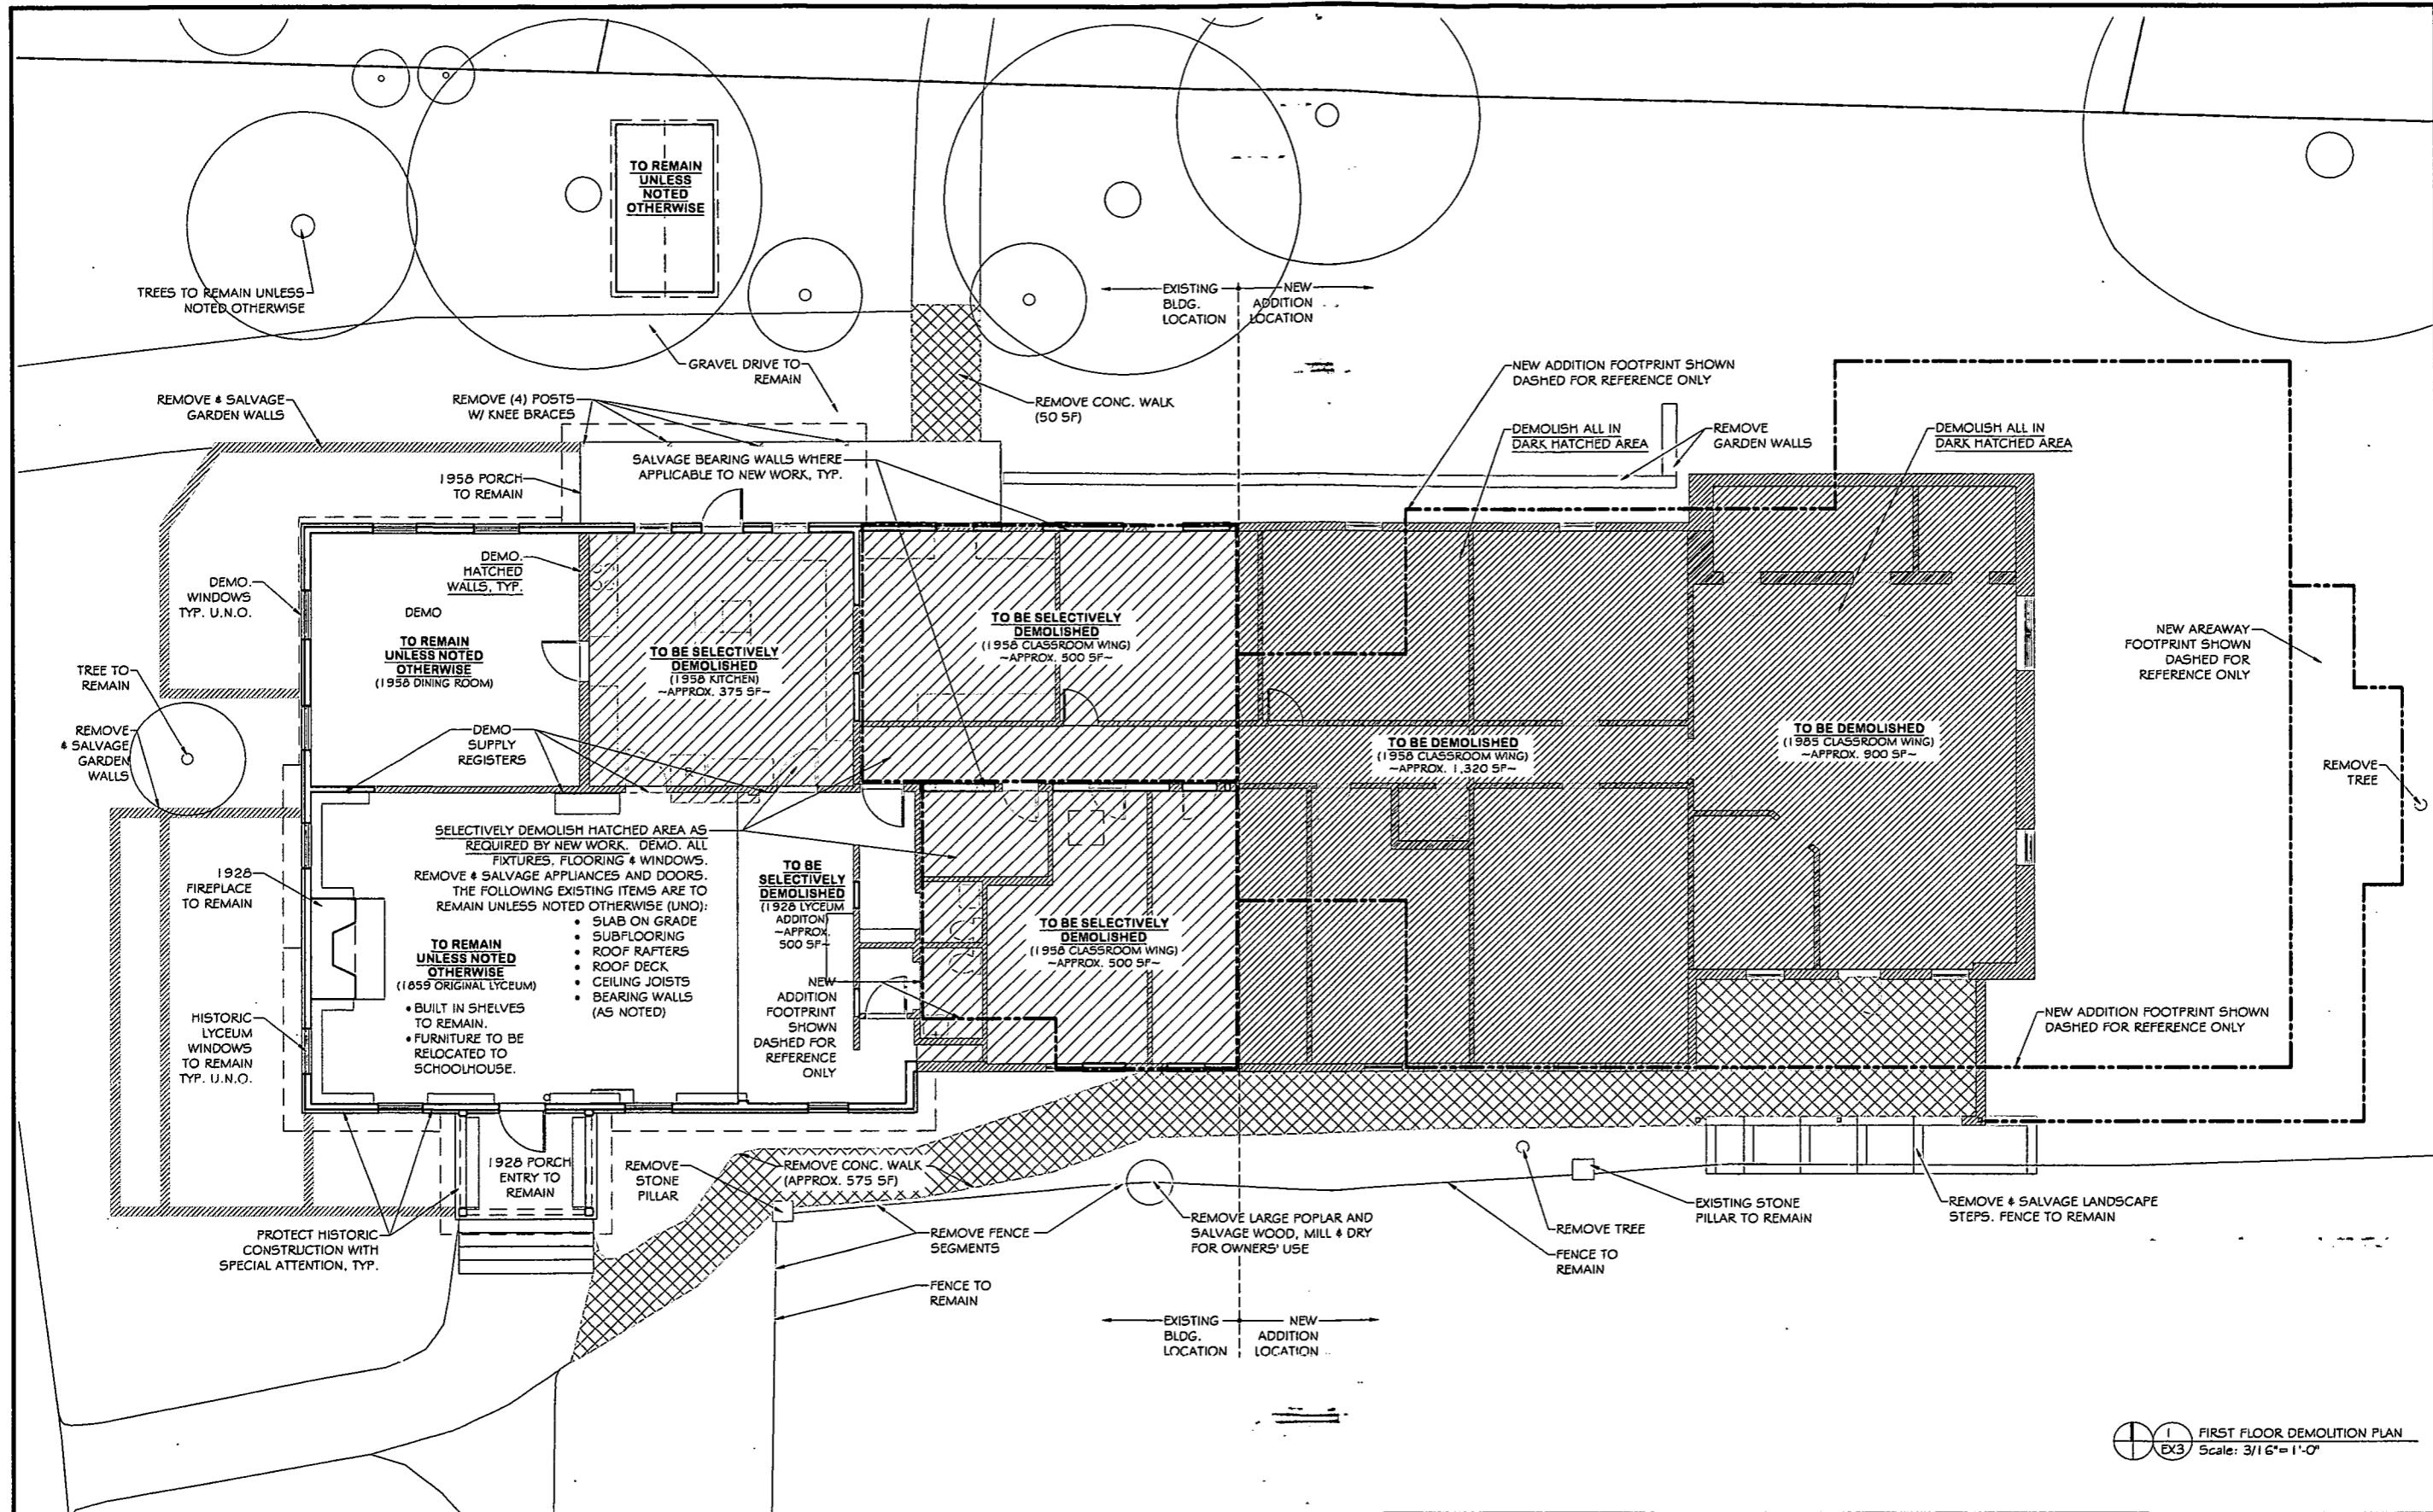 TO REMAIN
UNLESS
NOTED
OTHERWISE
TREES TO REMAIN UNLESS
NOTED OTHERWISE
EXISTING
BLDG.
LOCATION
NEW
ADDITION
LOCATION
GRAVEL DRIVE TO
REMAIN
NEW ADDITION FOOTPRINT SHOWN
DASHED FOR REFERENCE ONLY
REMOVE & SALVAGE
GARDEN WALLS
REMOVE (4) POSTS
W/ KNEE BRACES
REMOVE CONC. WALK
(50 SF)
DEMOLISH ALL IN
DARK HATCHED AREA
REMOVE
GARDEN WALLS
DEMOLISH ALL IN
DARK HATCHED AREA
SALVAGE BEARING WALLS WHERE
APPLICABLE TO NEW WORK, TYP.
1958 PORCH
TO REMAIN
DEMO.
HATCHED
WALLS, TYP.
DEMO.
WINDOWS
TYP. U.N.O.
DEMO
TO REMAIN
UNLESS NOTED
OTHERWISE
(1958 DINING ROOM)
TO BE SELECTIVELY
DEMOLISHED
(1958 KITCHEN)
~APPROX. 375 SF~
TO BE SELECTIVELY
DEMOLISHED
(1958 CLASSROOM WING)
~APPROX. 500 SF~
NEW AREAWAY
FOOTPRINT SHOWN
DASHED FOR
REFERENCE ONLY
TREE TO
REMAIN
REMOVE
& SALVAGE
GARDEN
WALLS
DEMO
SUPPLY
REGISTERS
TO BE DEMOLISHED
(1958 CLASSROOM WING)
~APPROX. 1,320 SF~
TO BE DEMOLISHED
(1985 CLASSROOM WING)
~APPROX. 900 SF~
REMOVE
TREE
SELECTIVELY DEMOLISH HATCHED AREA AS
REQUIRED BY NEW WORK. DEMO. ALL
FIXTURES, FLOORING & WINDOWS.
REMOVE & SALVAGE APPLIANCES AND DOORS.
THE FOLLOWING EXISTING ITEMS ARE TO
REMAIN UNLESS NOTED OTHERWISE (UNO):
• SLAB ON GRADE
• SUBFLOORING
• ROOF RAFTERS
• ROOF DECK
• CEILING JOISTS
• BEARING WALLS
(AS NOTED)
1928
FIREPLACE
TO REMAIN
TO REMAIN
UNLESS NOTED
OTHERWISE
(1859 ORIGINAL LYCEUM)
• BUILT IN SHELVES
TO REMAIN.
• FURNITURE TO BE
RELOCATED TO
SCHOOLHOUSE.
TO BE
SELECTIVELY
DEMOLISHED
(1928 LYCEUM
ADDITON)
~APPROX.
500 SF~
TO BE SELECTIVELY
DEMOLISHED
(1958 CLASSROOM WING)
~APPROX. 500 SF~
NEW
ADDITION
FOOTPRINT
SHOWN
DASHED FOR
REFERENCE
ONLY
HISTORIC
LYCEUM
WINDOWS
TO REMAIN
TYP. U.N.O.
NEW ADDITION FOOTPRINT SHOWN
DASHED FOR REFERENCE ONLY
1928 PORCH
ENTRY TO
REMAIN
REMOVE
STONE
PILLAR
REMOVE CONC. WALK
(APPROX. 575 SF)
PROTECT HISTORIC
CONSTRUCTION WITH
SPECIAL ATTENTION, TYP.
REMOVE FENCE
SEGMENTS
REMOVE LARGE POPLAR AND
SALVAGE WOOD, MILL & DRY
FOR OWNERS' USE
REMOVE TREE
FENCE TO
REMAIN
EXISTING STONE
PILLAR TO REMAIN
REMOVE & SALVAGE LANDSCAPE
STEPS. FENCE TO REMAIN
FENCE TO
REMAIN
EXISTING
BLDG.
LOCATION
NEW
ADDITION
LOCATION
1
EX3
FIRST FLOOR DEMOLITION PLAN
Scale: 3/16"=1'-0"